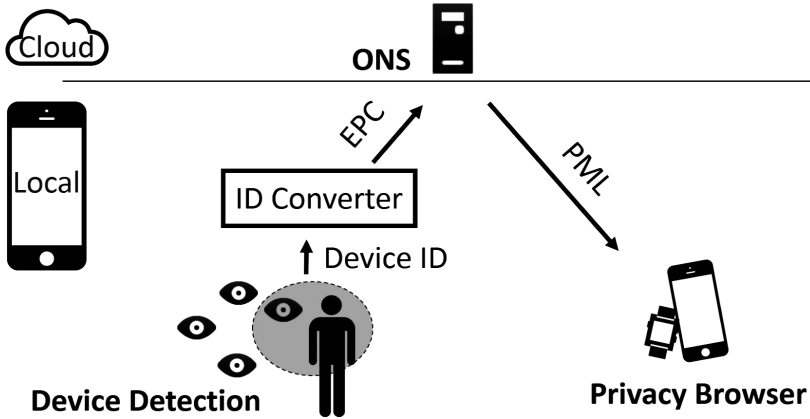 Cloud
ONS
EPC
PML
Local
ID Converter
Device ID
Device Detection
Privacy Browser